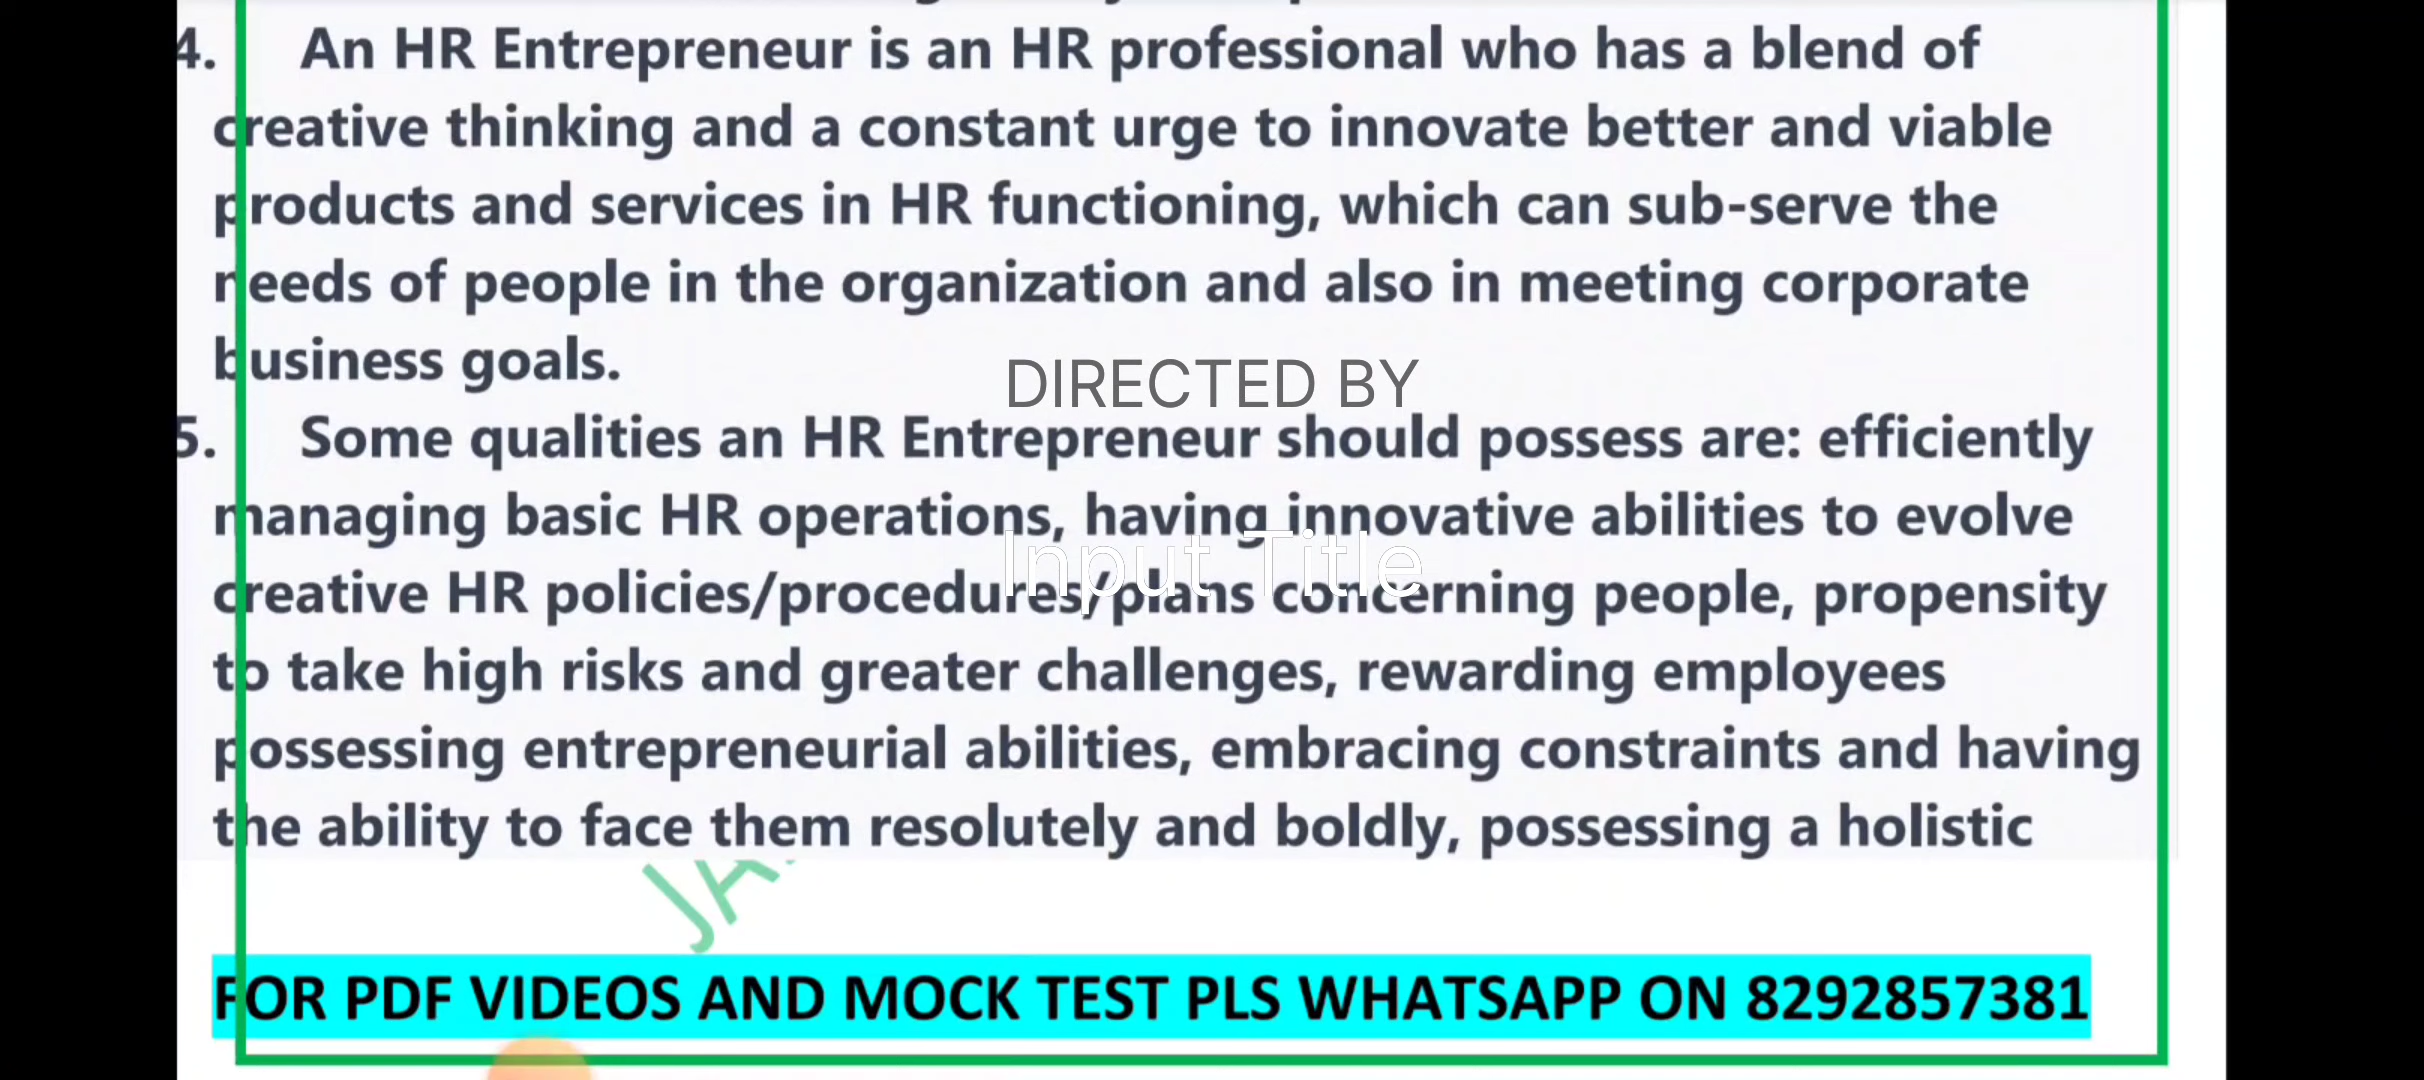 4. An HR Entrepreneur is an HR professional who has a blend of
creative thinking and a constant urge to innovate better and viable
products and services in HR functioning, which can sub-serve the
needs of people in the organization and also in meeting corporate
business goals.
DIRECTED BY
5. Some qualities an HR Entrepreneur should possess are: efficiently
managing basic HR operations, having innovative abilities to evolve
Input Title
creative HR policies/procedures/plans concerning people, propensity
to take high risks and greater challenges, rewarding employees
possessing entrepreneurial abilities, embracing constraints and having
the ability to face them resolutely and boldly, possessing a holistic
FOR PDF VIDEOS AND MOCK TEST PLS WHATSAPP ON 8292857381